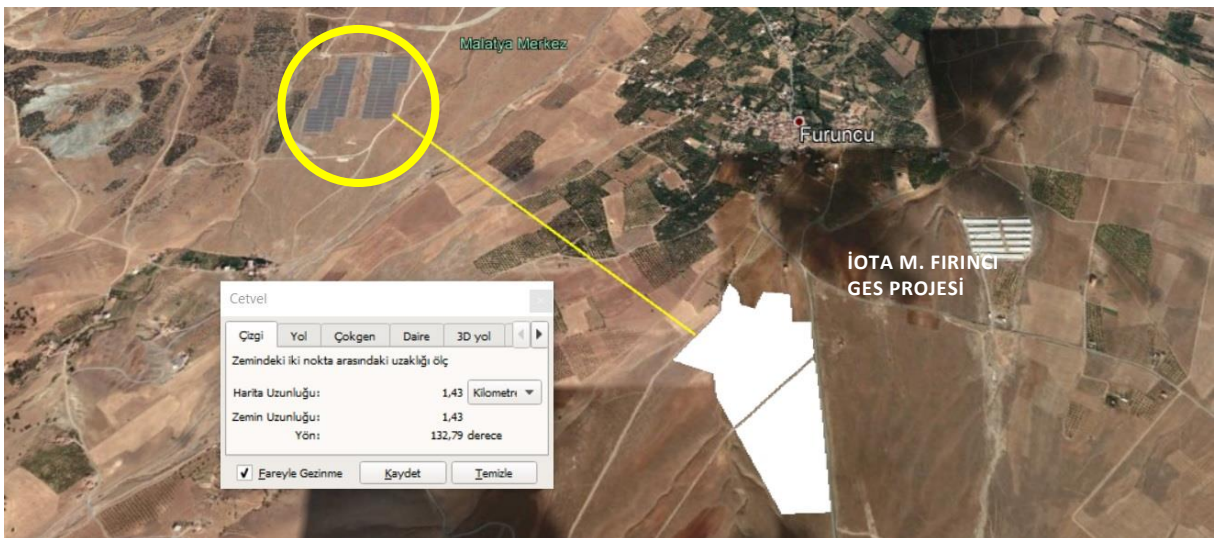 Malatya Merkez
Furuncu
İOTA M. FIRINCI
GES PROJESİ
Cetvel
Çizgi Yol Çokgen Daire 3D yol
Zemindeki iki nokta arasındaki uzaklığı ölç
Harita Uzunluğu: 1,43 Kilometre
Zemin Uzunluğu: 1,43
Yön: 132,79 derece
Fareyle Gezinme Kaydet Temizle